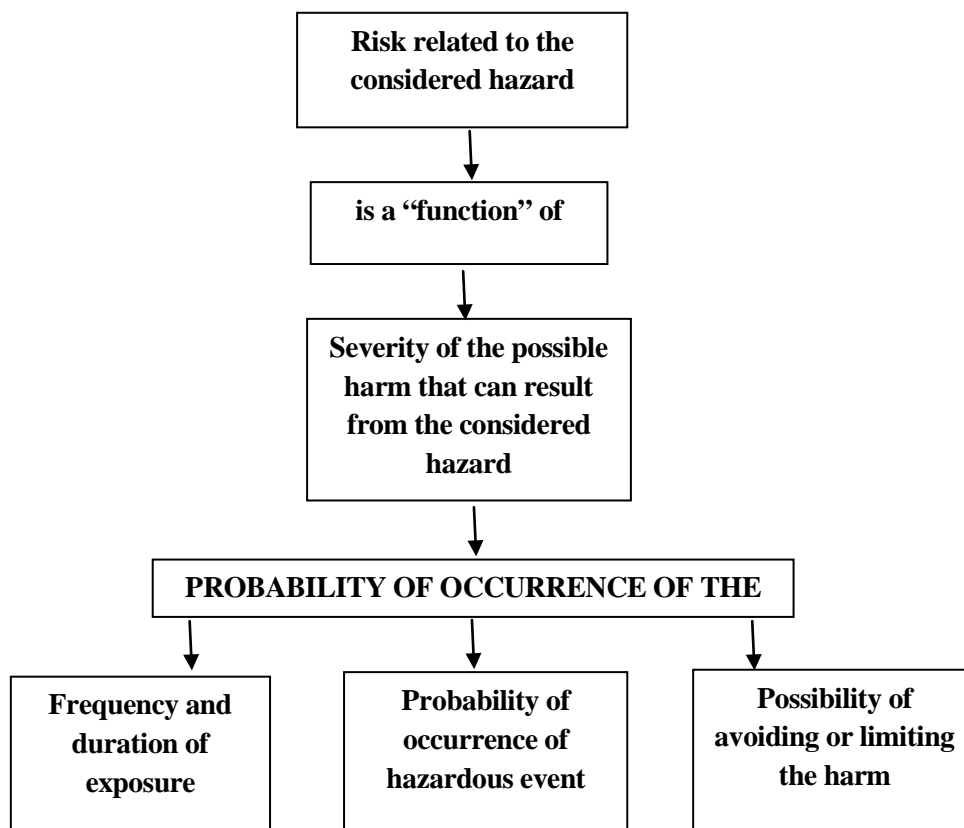 Risk related to the
considered hazard
is a “function” of
Severity of the possible
harm that can result
from the considered
hazard
PROBABILITY OF OCCURRENCE OF THE
Frequency and
duration of
exposure
Probability of
occurrence of
hazardous event
Possibility of
avoiding or limiting
the harm